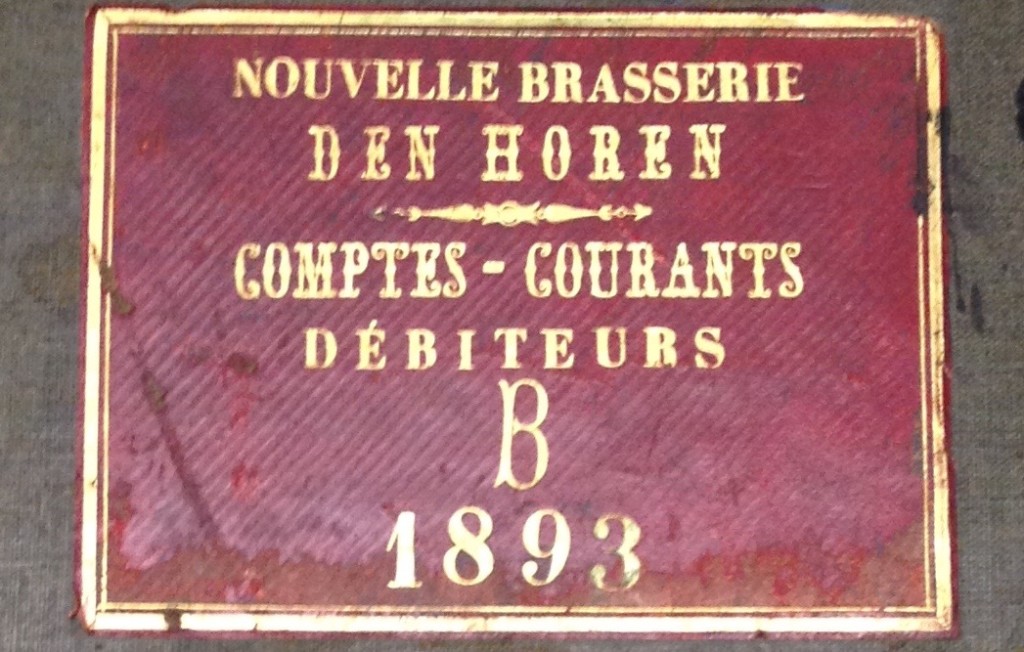 NOUVELLE BRASSERIE
DEN HOREN
COMPTES-COURANTS
DÉBITEURS
B
1893